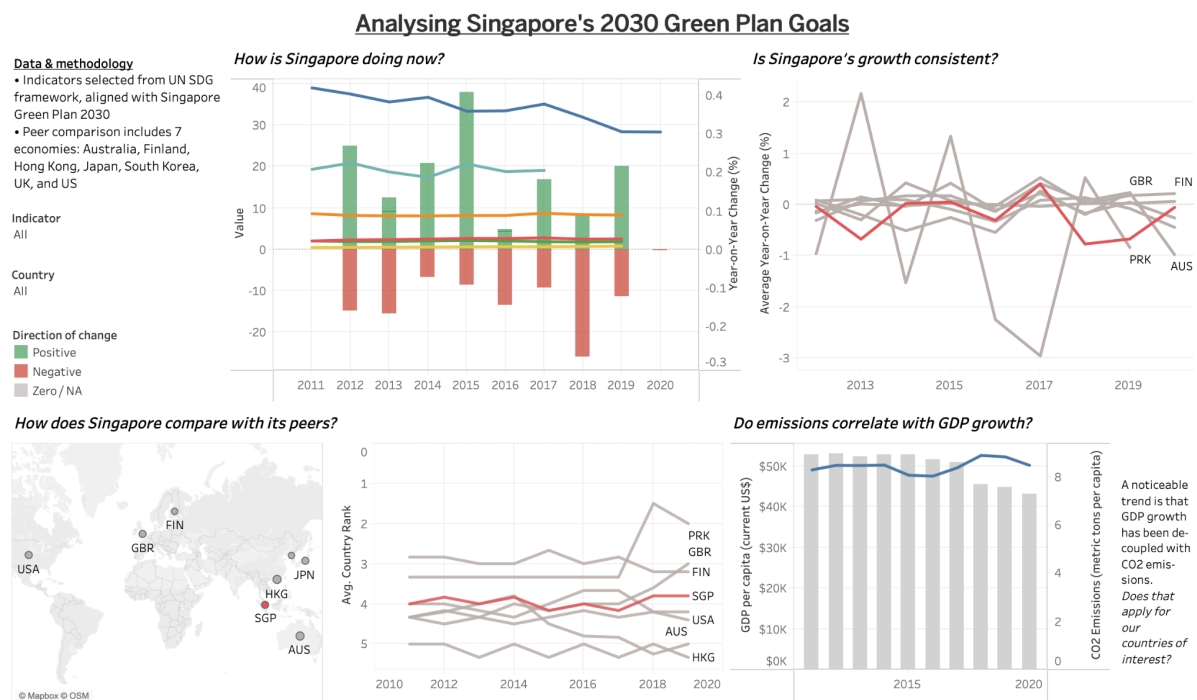 Analysing Singapore's 2030 Green Plan Goals
Data & methodology
• Indicators selected from UN SDG
framework, aligned with Singapore
Green Plan 2030
• Peer comparison includes 7
economies: Australia, Finland,
Hong Kong, Japan, South Korea,
UK, and US
Indicator
All
Country
All
Direction of change
Positive
Negative
Zero / NA
How is Singapore doing now?
Value
40
30
20
10
0
-10
-20
0.4
0.3
0.2
0.1
0.0
-0.1
-0.2
-0.3
Year-on-Year Change (%)
2011 2012 2013 2014 2015 2016 2017 2018 2019 2020
Is Singapore's growth consistent?
Average Year-on-Year Change (%)
2
1
0
-1
-2
-3
GBR
FIN
PRK
AUS
2013 2015 2017 2019
How does Singapore compare with its peers?
FIN
GBR
USA
JPN
HKG
SGP
AUS
© Mapbox © OSM
Avg. Country Rank
0
1
2
3
4
5
PRK
GBR
FIN
SGP
USA
AUS
HKG
2010 2012 2014 2016 2018 2020
Do emissions correlate with GDP growth?
GDP per capita (current US$)
$50K
$40K
$30K
$20K
$10K
$0K
8
6
4
2
0
CO2 Emissions (metric tons per capita)
2015 2020
A noticeable
trend is that
GDP growth
has been de-
coupled with
CO2 emis-
sions.
Does that
apply for
our
countries of
interest?